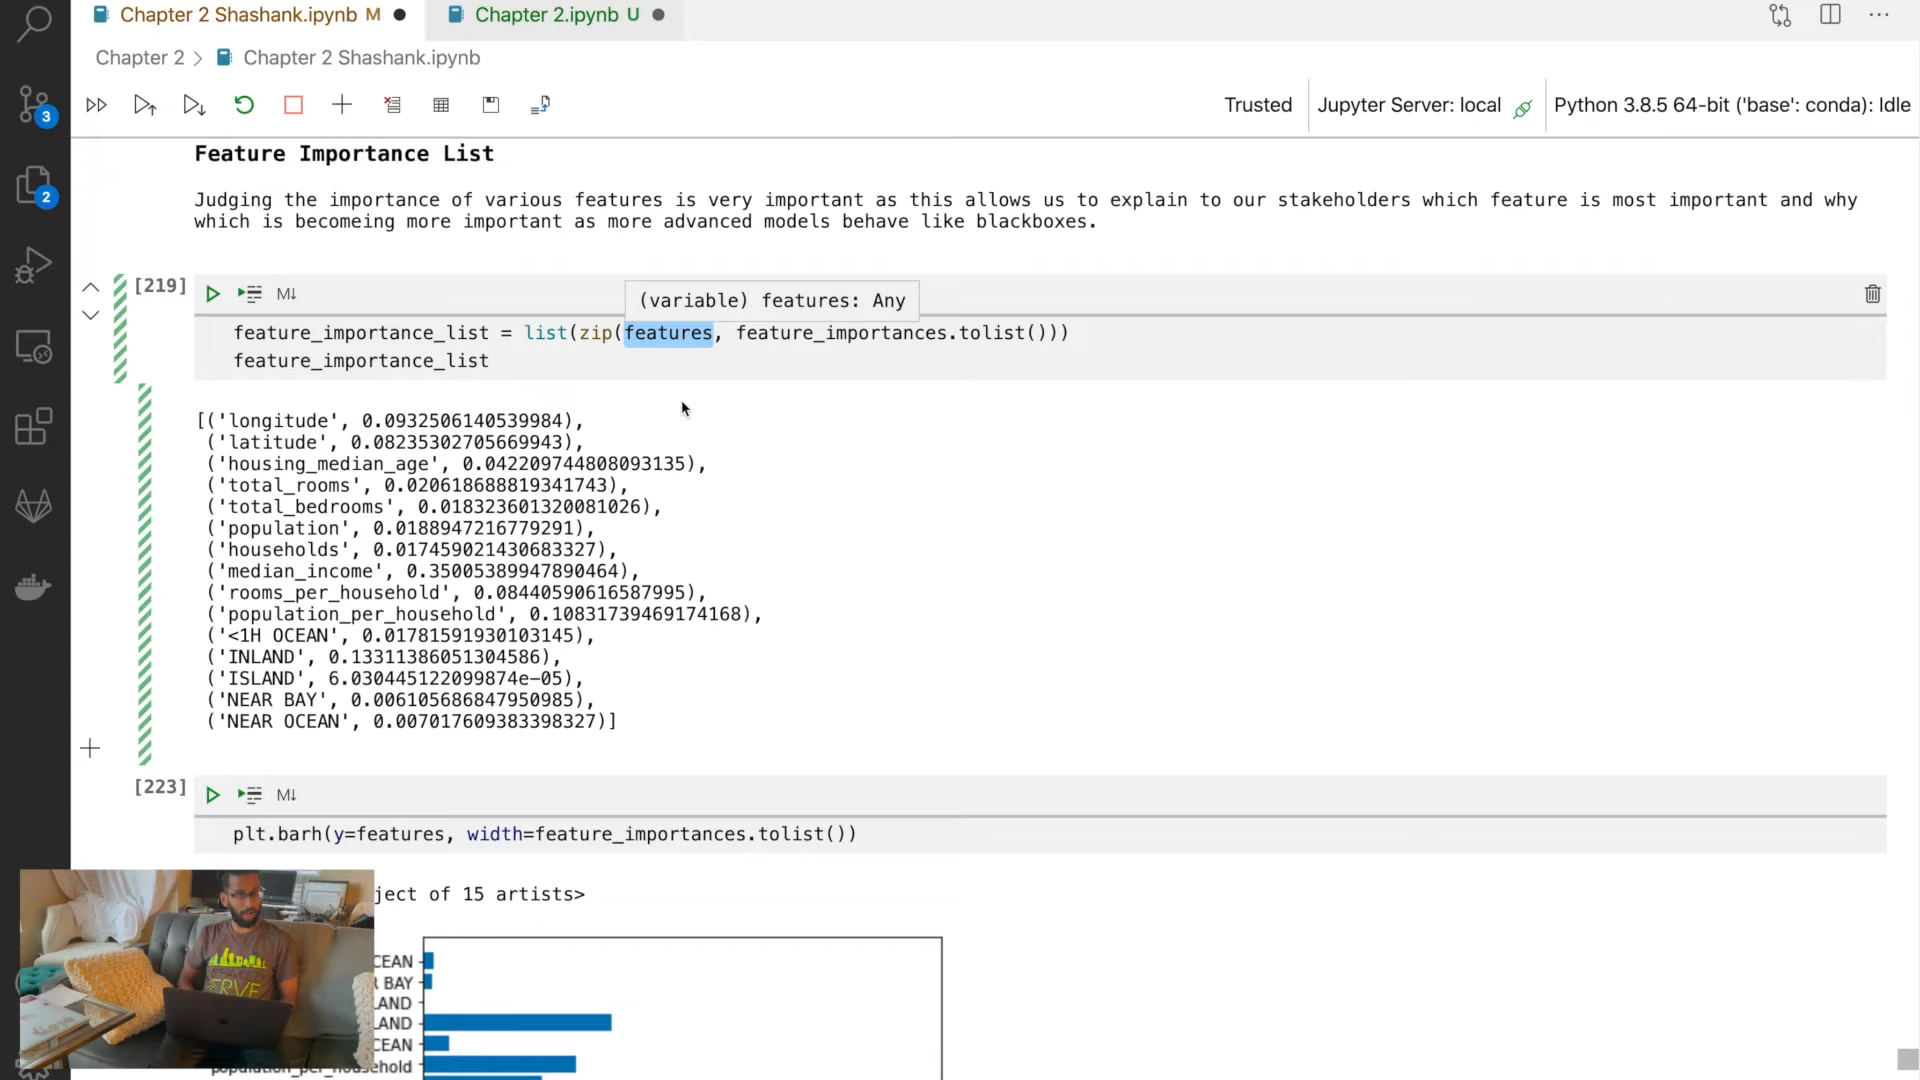 Chapter 2 Shashank.ipynb M
Chapter 2.ipynb U
Chapter 2 > Chapter 2 Shashank.ipynb
3
Trusted
Jupyter Server: local
Python 3.8.5 64-bit ('base': conda): Idle
2
Feature Importance List
Judging the importance of various features is very important as this allows us to explain to our stakeholders which feature is most important and why
which is becomeing more important as more advanced models behave like blackboxes.
[219]
M↓
(variable) features: Any
feature_importance_list = list(zip(features, feature_importances.tolist()))
feature_importance_list
[('longitude', 0.0932506140539984),
('latitude', 0.08235302705669943),
('housing_median_age', 0.042209744808093135),
('total_rooms', 0.020618688819341743),
('total_bedrooms', 0.018323601320081026),
('population', 0.01889472167792­91),
('households', 0.017459021430683327),
('median_income', 0.35005389947890464),
('rooms_per_household', 0.08440590616587995),
('population_per_household', 0.10831739469174168),
('<1H OCEAN', 0.01781591930103145),
('INLAND', 0.13311386051304586),
('ISLAND', 6.030445122099874e-05),
('NEAR BAY', 0.006105686847950985),
('NEAR OCEAN', 0.007017609383398327)]
[223]
M↓
plt.barh(y=features, width=feature_importances.tolist())
ject of 15 artists>
CEAN
BAY
LAND
LAND
CEAN
population_per_household
SERVE